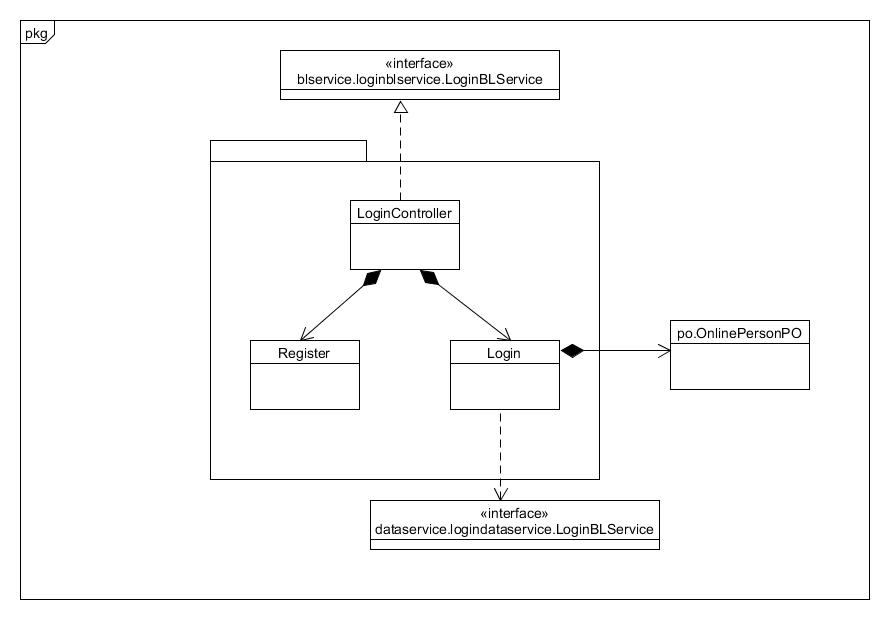 pkg
«interface»
blservice.loginblservice.LoginBLService
LoginController
Register
Login
po.OnlinePersonPO
«interface»
dataservice.logindataservice.LoginBLService